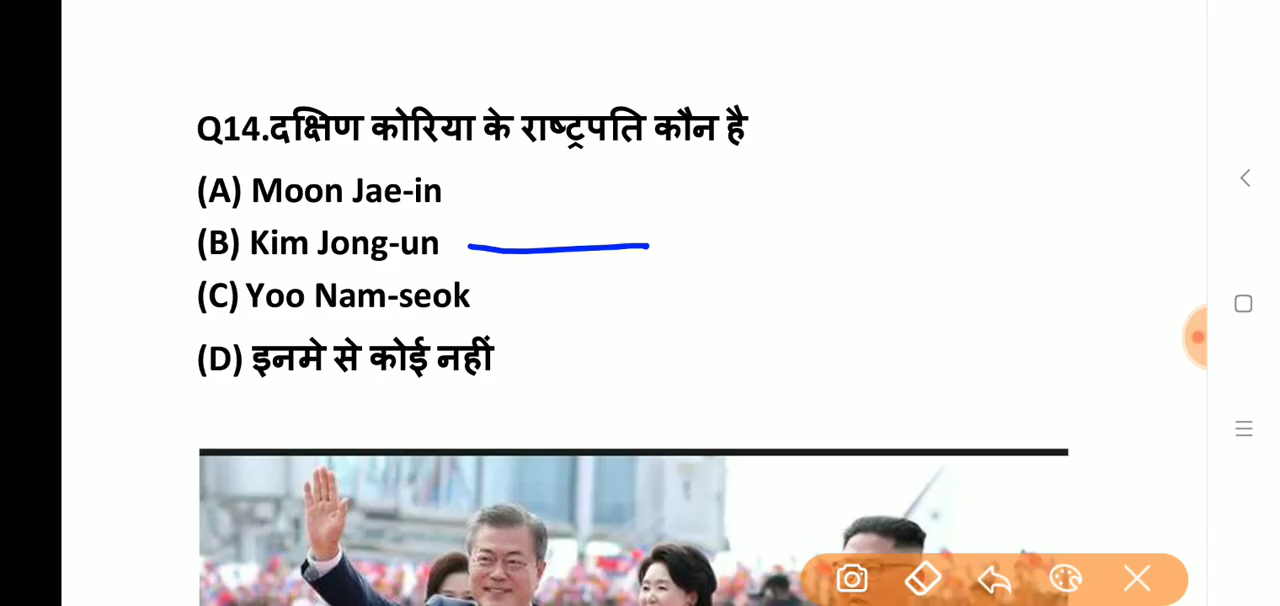 Q14.दक्षिण कोरिया के राष्ट्रपति कौन है
(A) Moon Jae-in
(B) Kim Jong-un
(C) Yoo Nam-seok
(D) इनमे से कोई नहीं